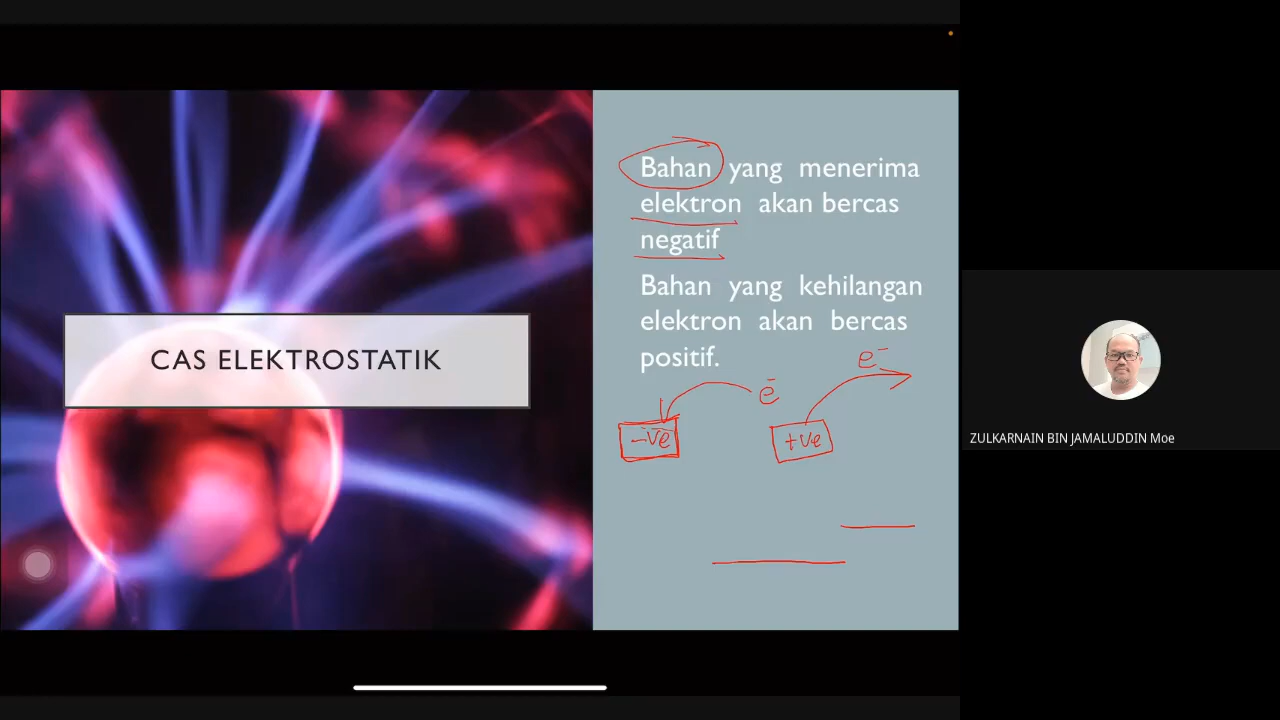 CAS ELEKTROSTATIK
Bahan yang menerima
elektron akan bercas
negatif
Bahan yang kehilangan
elektron akan bercas
positif.
e⁻
e⁻
-ve
+ve
ZULKARNAIN BIN JAMALUDDIN Moe